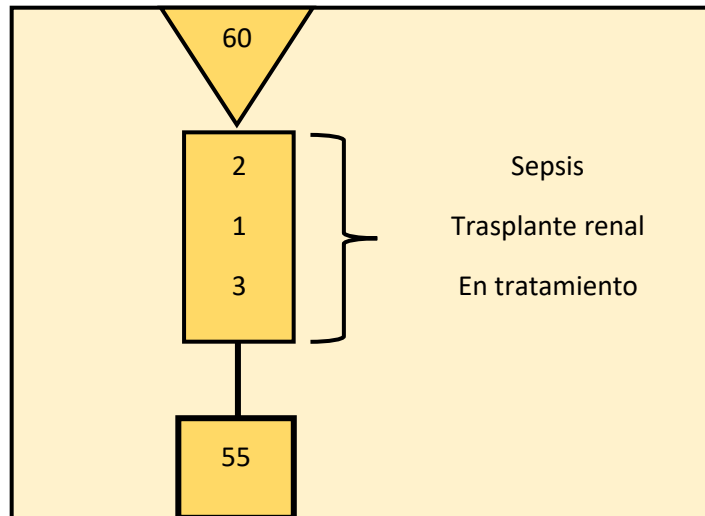 60
2 Sepsis
1 Trasplante renal
3 En tratamiento
55